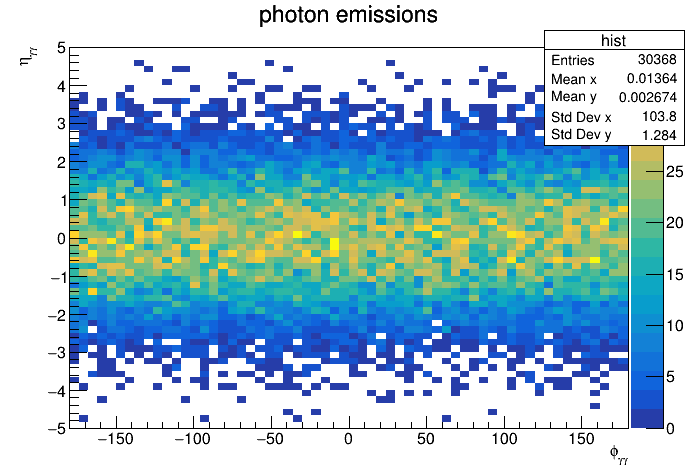 photon emissions
hist
Entries 30368
Mean x 0.01364
Mean y 0.002674
Std Dev x 103.8
Std Dev y 1.284
η_γγ
5
4
3
2
1
0
−1
−2
−3
−4
−5
25
20
15
10
5
0
−150 −100 −50 0 50 100 150
ϕ_γγ